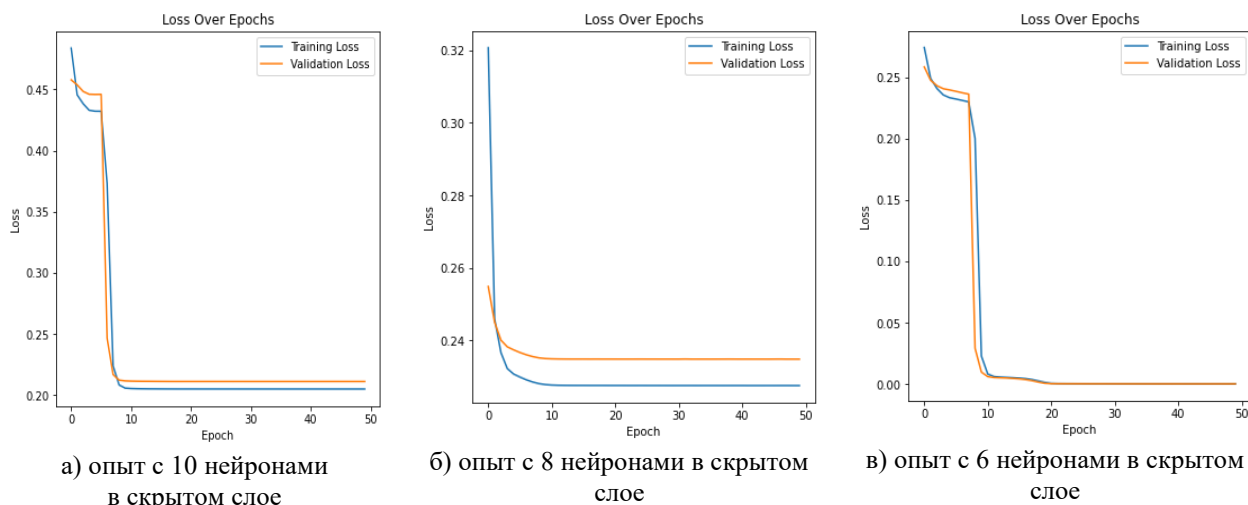 Loss Over Epochs
Training Loss
Validation Loss
0.45
0.40
0.35
0.30
0.25
0.20
Loss
0
10
20
30
40
50
Epoch
а) опыт с 10 нейронами
в скрытом слое
Loss Over Epochs
Training Loss
Validation Loss
0.32
0.30
0.28
0.26
0.24
Loss
0
10
20
30
40
50
Epoch
б) опыт с 8 нейронами в скрытом
слое
Loss Over Epochs
Training Loss
Validation Loss
0.25
0.20
0.15
0.10
0.05
0.00
Loss
0
10
20
30
40
50
Epoch
в) опыт с 6 нейронами в скрытом
слое